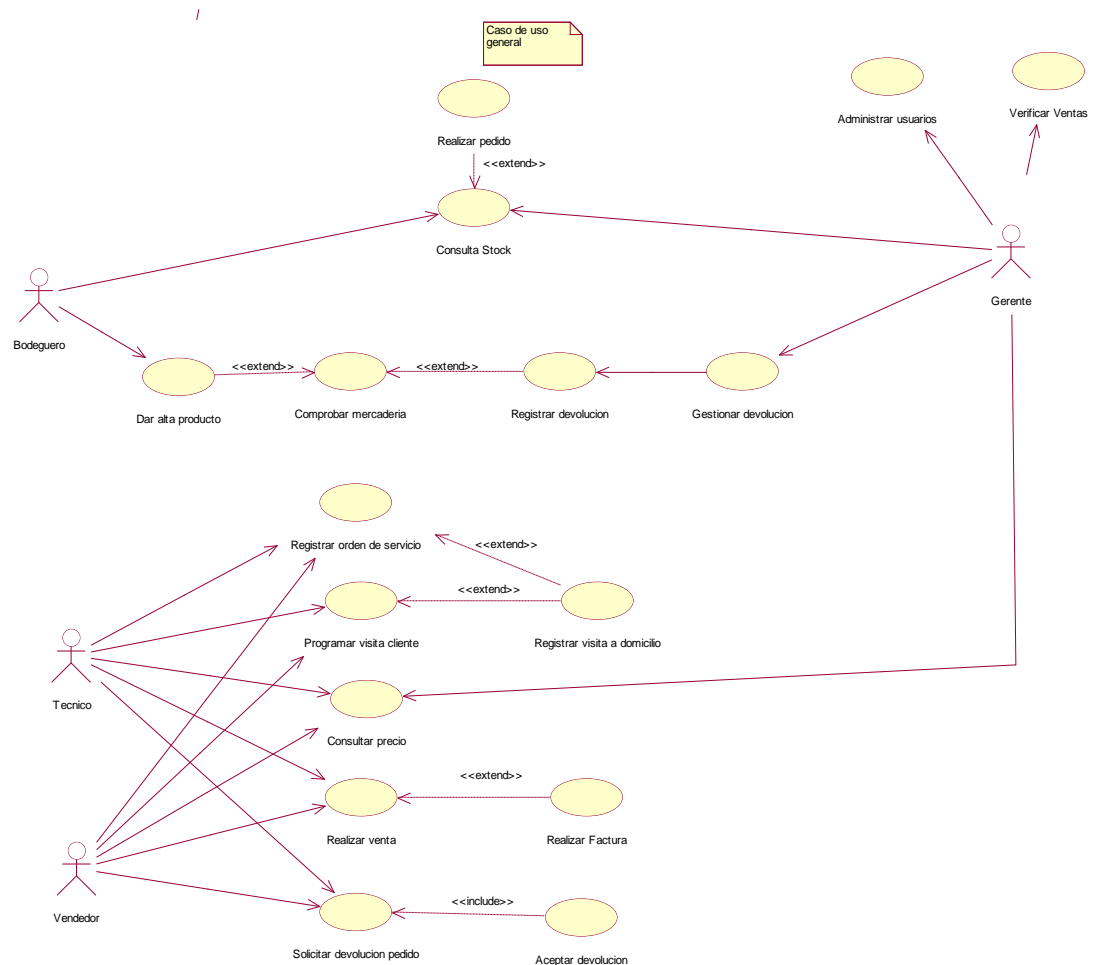 /
Caso de uso
general
Realizar pedido
Administrar usuarios
Verificar Ventas
<<extend>>
Consulta Stock
Gerente
Bodeguero
<<extend>>
<<extend>>
Dar alta producto
Comprobar mercaderia
Registrar devolucion
Gestionar devolucion
Registrar orden de servicio
<<extend>>
<<extend>>
Programar visita cliente
Registrar visita a domicilio
Tecnico
Consultar precio
<<extend>>
Realizar venta
Realizar Factura
<<include>>
Vendedor
Solicitar devolucion pedido
Aceptar devolucion